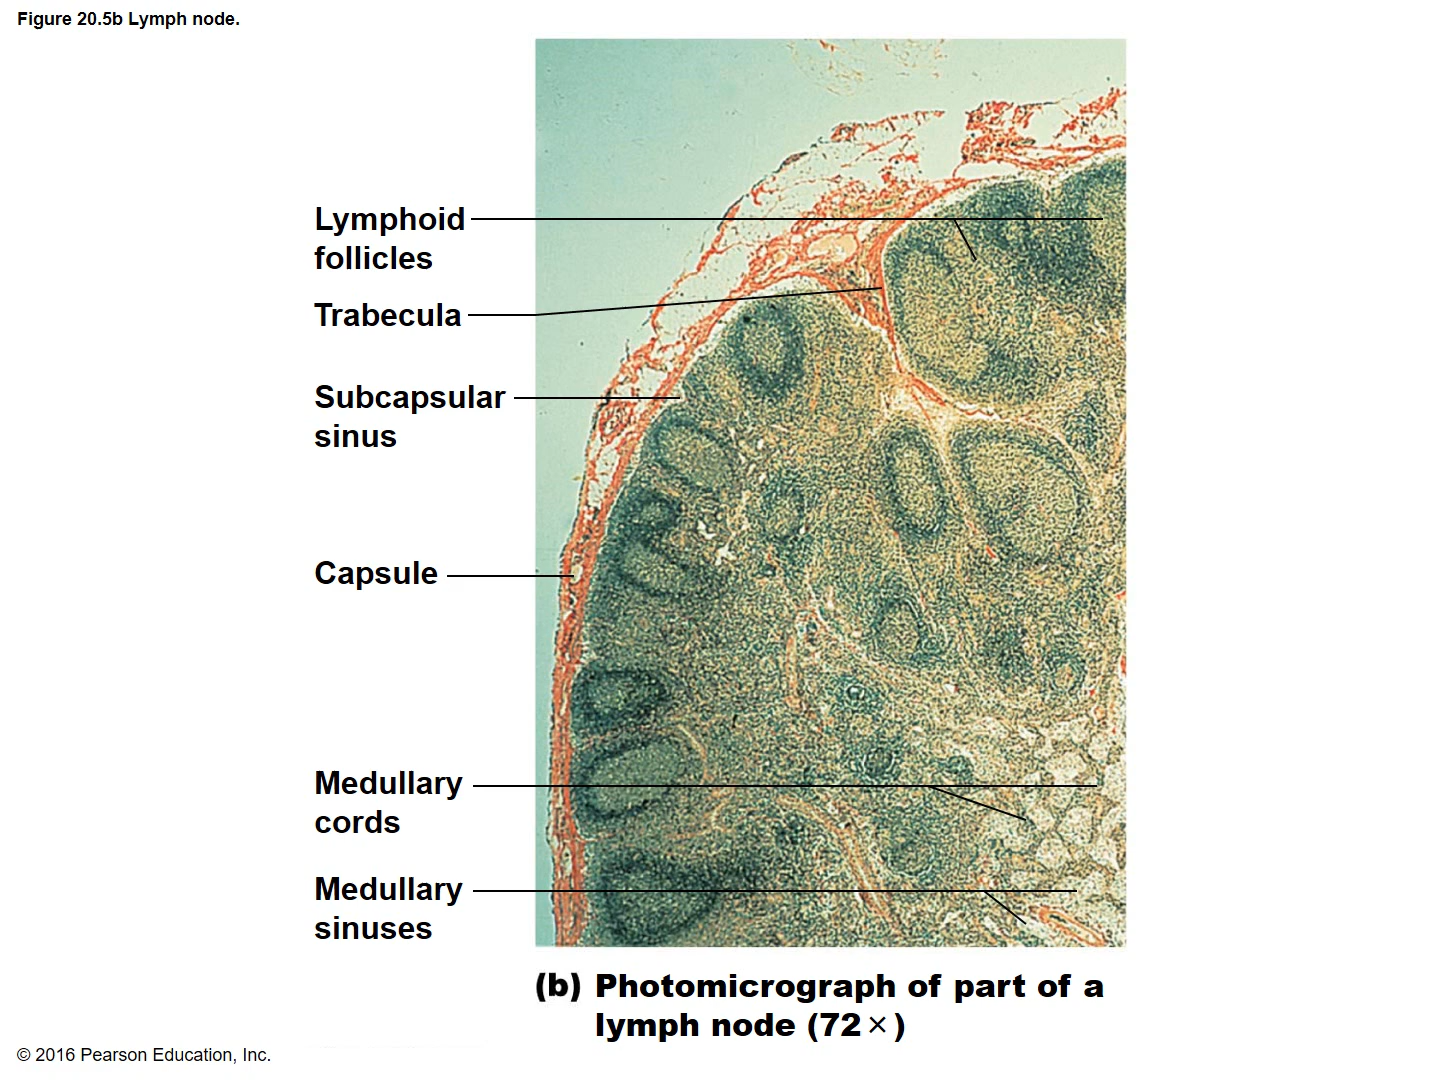 Figure 20.5b Lymph node.
Lymphoid
follicles
Trabecula
Subcapsular
sinus
Capsule
Medullary
cords
Medullary
sinuses
(b) Photomicrograph of part of a
lymph node (72×)
© 2016 Pearson Education, Inc.